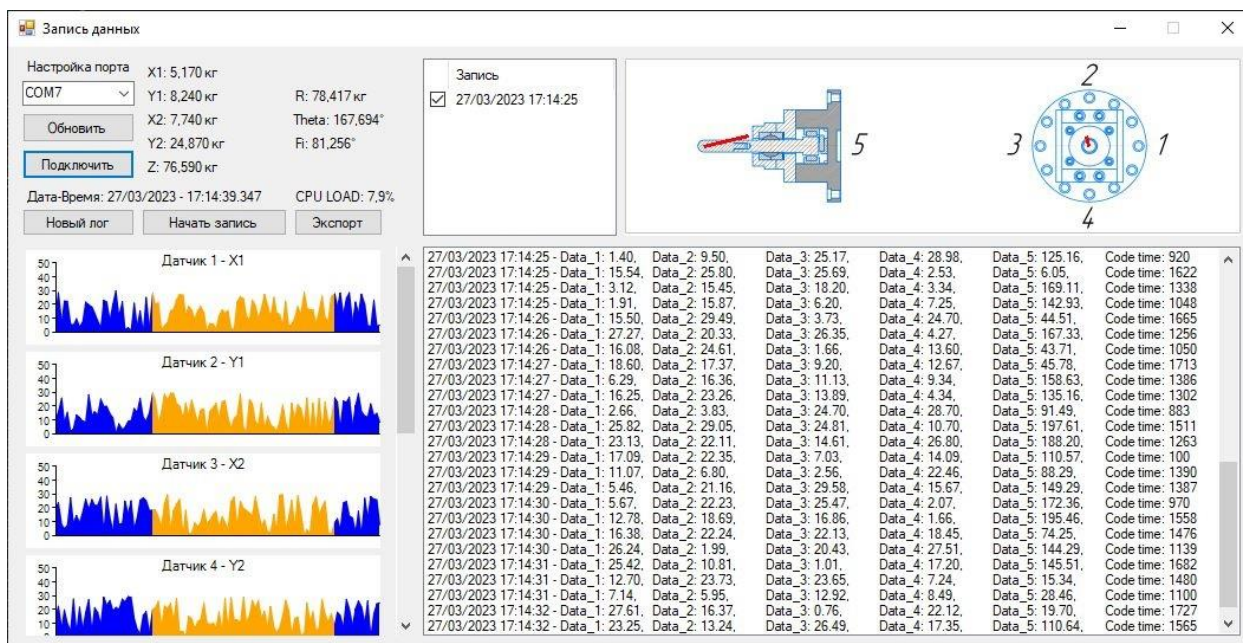 Запись данных
Настройка порта
COM7
Обновить
Подключить
X1: 5,170 кг
Y1: 8,240 кг
X2: 7,740 кг
Y2: 24,870 кг
Z: 76,590 кг
R: 78,417 кг
Theta: 167,694°
Fi: 81,256°
Дата-Время: 27/03/2023 - 17:14:39.347 CPU LOAD: 7,9%
Новый лог Начать запись Экспорт
Запись
27/03/2023 17:14:25
5
2
3
1
4
Датчик 1 - X1
50
40
30
20
10
0
Датчик 2 - Y1
50
40
30
20
10
0
Датчик 3 - X2
50
40
30
20
10
0
Датчик 4 - Y2
50
40
30
20
10
0
27/03/2023 17:14:25 - Data_1: 1.40, Data_2: 9.50, Data_3: 25.17, Data_4: 28.98, Data_5: 125.16, Code time: 920
27/03/2023 17:14:25 - Data_1: 15.54, Data_2: 25.80, Data_3: 25.69, Data_4: 2.53, Data_5: 6.05, Code time: 1622
27/03/2023 17:14:25 - Data_1: 3.12, Data_2: 15.45, Data_3: 18.20, Data_4: 3.34, Data_5: 169.11, Code time: 1338
27/03/2023 17:14:25 - Data_1: 1.91, Data_2: 15.87, Data_3: 6.20, Data_4: 7.25, Data_5: 142.93, Code time: 1048
27/03/2023 17:14:26 - Data_1: 15.50, Data_2: 29.49, Data_3: 3.73, Data_4: 24.70, Data_5: 44.51, Code time: 1665
27/03/2023 17:14:26 - Data_1: 27.27, Data_2: 20.33, Data_3: 26.35, Data_4: 4.27, Data_5: 167.33, Code time: 1256
27/03/2023 17:14:26 - Data_1: 16.08, Data_2: 24.61, Data_3: 1.66, Data_4: 13.60, Data_5: 43.71, Code time: 1050
27/03/2023 17:14:27 - Data_1: 18.60, Data_2: 17.37, Data_3: 9.20, Data_4: 12.67, Data_5: 45.78, Code time: 1713
27/03/2023 17:14:27 - Data_1: 6.29, Data_2: 16.36, Data_3: 11.13, Data_4: 9.34, Data_5: 158.63, Code time: 1386
27/03/2023 17:14:27 - Data_1: 16.25, Data_2: 23.26, Data_3: 13.89, Data_4: 4.34, Data_5: 135.16, Code time: 1302
27/03/2023 17:14:28 - Data_1: 2.66, Data_2: 3.83, Data_3: 24.70, Data_4: 28.70, Data_5: 91.49, Code time: 883
27/03/2023 17:14:28 - Data_1: 25.82, Data_2: 29.05, Data_3: 24.81, Data_4: 10.70, Data_5: 197.61, Code time: 1511
27/03/2023 17:14:28 - Data_1: 23.13, Data_2: 22.11, Data_3: 14.61, Data_4: 26.80, Data_5: 188.20, Code time: 1263
27/03/2023 17:14:29 - Data_1: 17.09, Data_2: 22.35, Data_3: 7.03, Data_4: 14.09, Data_5: 110.57, Code time: 100
27/03/2023 17:14:29 - Data_1: 11.07, Data_2: 6.80, Data_3: 2.56, Data_4: 22.46, Data_5: 88.29, Code time: 1390
27/03/2023 17:14:29 - Data_1: 5.46, Data_2: 21.16, Data_3: 29.58, Data_4: 15.67, Data_5: 149.29, Code time: 1387
27/03/2023 17:14:30 - Data_1: 5.67, Data_2: 22.23, Data_3: 25.47, Data_4: 2.07, Data_5: 172.36, Code time: 970
27/03/2023 17:14:30 - Data_1: 12.78, Data_2: 18.69, Data_3: 16.86, Data_4: 1.66, Data_5: 195.46, Code time: 1558
27/03/2023 17:14:30 - Data_1: 16.38, Data_2: 22.24, Data_3: 22.13, Data_4: 18.45, Data_5: 74.25, Code time: 1476
27/03/2023 17:14:30 - Data_1: 26.24, Data_2: 1.99, Data_3: 20.43, Data_4: 27.51, Data_5: 144.29, Code time: 1139
27/03/2023 17:14:31 - Data_1: 25.42, Data_2: 10.81, Data_3: 1.01, Data_4: 17.20, Data_5: 145.51, Code time: 1682
27/03/2023 17:14:31 - Data_1: 12.70, Data_2: 23.73, Data_3: 23.65, Data_4: 7.24, Data_5: 15.34, Code time: 1480
27/03/2023 17:14:31 - Data_1: 7.14, Data_2: 5.95, Data_3: 12.92, Data_4: 8.49, Data_5: 28.46, Code time: 1100
27/03/2023 17:14:32 - Data_1: 27.61, Data_2: 16.37, Data_3: 0.76, Data_4: 22.12, Data_5: 19.70, Code time: 1727
27/03/2023 17:14:32 - Data_1: 23.25, Data_2: 13.24, Data_3: 26.49, Data_4: 17.35, Data_5: 110.64, Code time: 1565